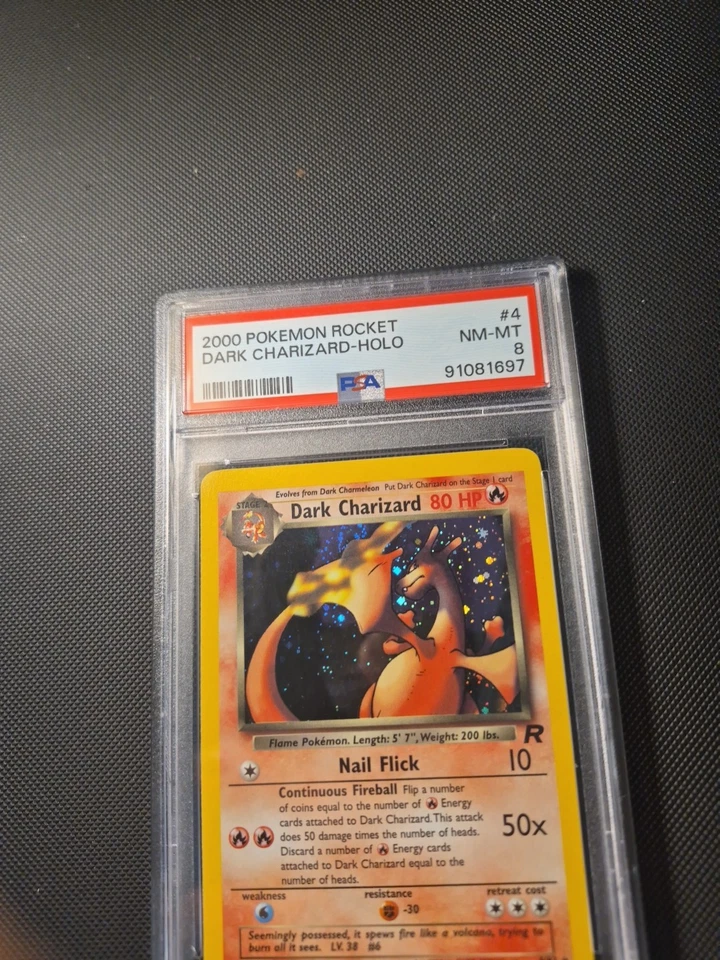 2000 POKEMON ROCKET #4
DARK CHARIZARD-HOLO NM-MT
8
91081697
PSA
Evolves from Dark Charmeleon Put Dark Charizard on the Stage 1 card
STAGE 2
Dark Charizard 80 HP
Flame Pokémon. Length: 5' 7", Weight: 200 lbs.
R
Nail Flick 10
Continuous Fireball Flip a number
of coins equal to the number of Energy
cards attached to Dark Charizard. This attack
does 50 damage times the number of heads.
Discard a number of Energy cards
attached to Dark Charizard equal to the
number of heads.
50x
weakness resistance retreat cost
-30
Seemingly possessed, it spews fire like a volcano, trying to
burn all it sees. LV. 38 #6